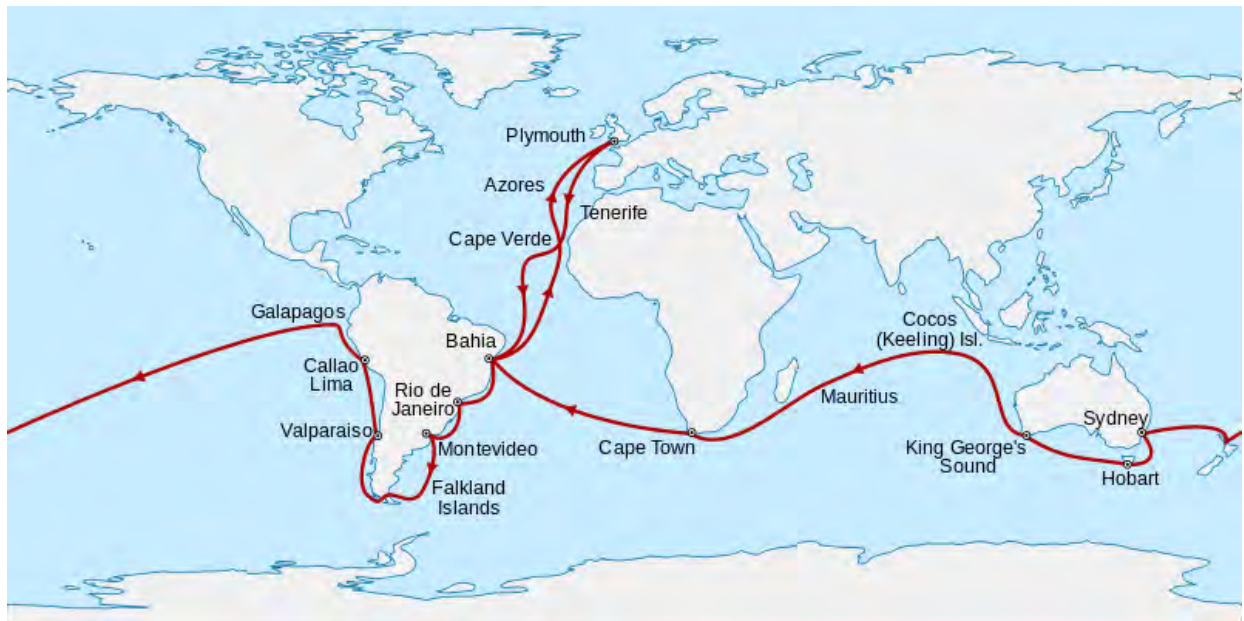 Plymouth
Azores
Tenerife
Cape Verde
Galapagos
Cocos
(Keeling) Isl.
Bahia
Callao
Lima
Rio de
Janeiro
Mauritius
Valparaiso
Sydney
Montevideo
Cape Town
King George's
Sound
Hobart
Falkland
Islands